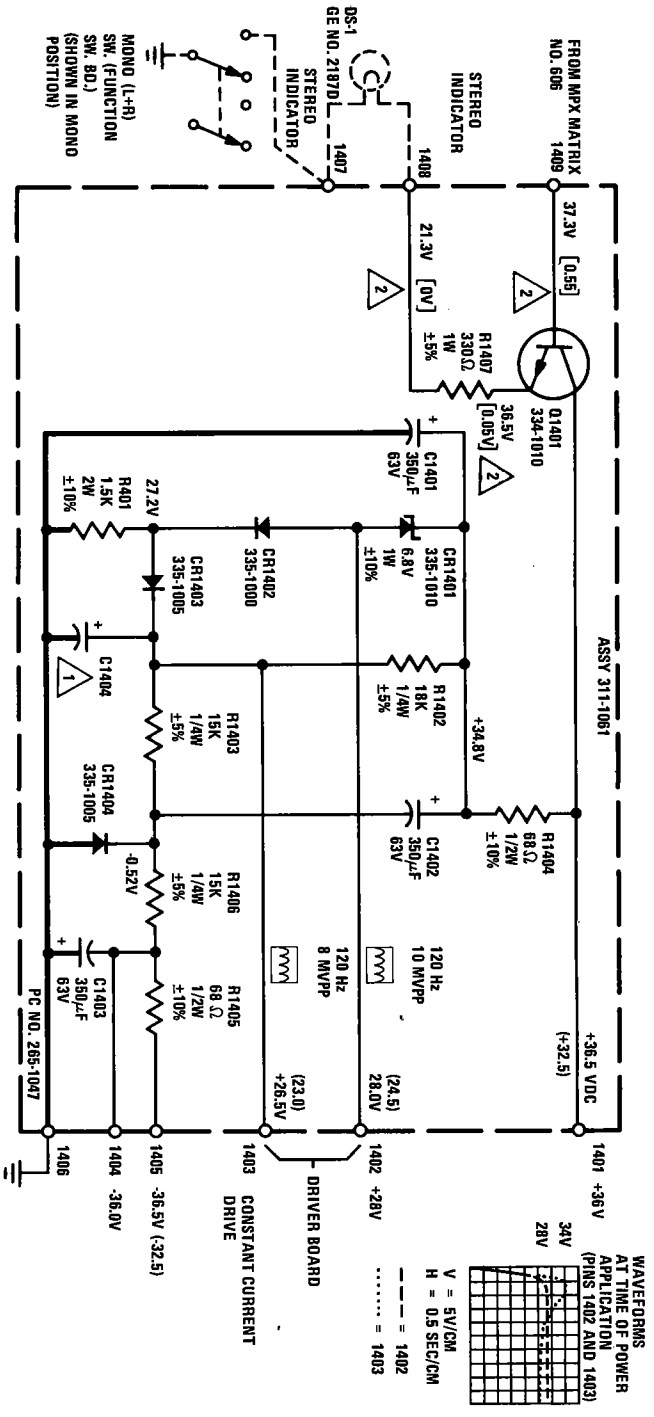 FROM MPX MATRIX
NO. 606
1409
37.3V
[0.55]
2
Q1401
334-1010
36.5V
[0.05V]
2
R1407
330Ω
1W
±5%
ASSY 311-1061
+36.5 VDC
(+32.5)
1401 +36V
STEREO
INDICATOR
1408
21.3V
[0V]
2
DS-1
GE NO. 2187D
STEREO
INDICATOR
1407
MONO (L+R)
SW. (FUNCTION
SW. BD.)
(SHOWN IN MONO
POSITION)
C1401
350µF
63V
CR1401
335-1010
6.8V
1W
±10%
R1402
18K
1/4W
±5%
+34.8V
R1404
68Ω
1/2W
±10%
C1402
350µF
63V
CR1402
335-1000
27.2V
R401
1.5K
2W
±10%
CR1403
335-1005
C1404
1
R1403
15K
1/4W
±5%
CR1404
335-1005
-0.52V
R1406
15K
1/4W
±5%
R1405
68Ω
1/2W
±10%
C1403
350µF
63V
120 Hz
10 MVPP
120 Hz
8 MVPP
(24.5)
28.0V
1402 +28V
(23.0)
+26.5V
1403
DRIVER BOARD
CONSTANT CURRENT
DRIVE
1405 -36.5V (-32.5)
1404 -36.0V
1406
PC NO. 265-1047
WAVEFORMS
AT TIME OF POWER
APPLICATION
(PINS 1402 AND 1403)
34V
28V
V = 5V/CM
H = 0.5 SEC/CM
= 1402
= 1403